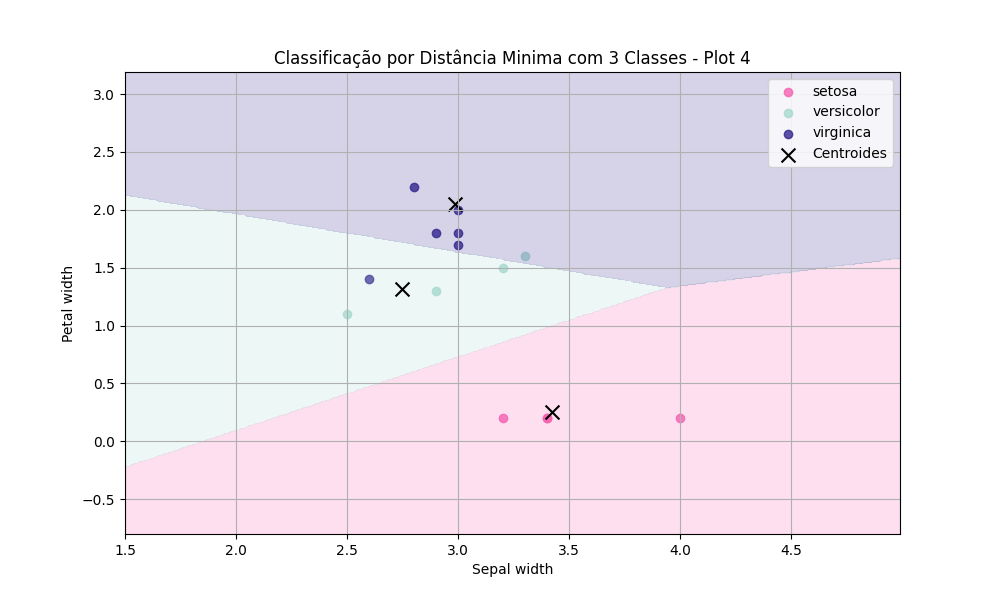 Classificação por Distância Minima com 3 Classes - Plot 4
setosa
versicolor
virginica
Centroides
3.0
2.5
2.0
1.5
1.0
0.5
0.0
−0.5
Petal width
1.5 2.0 2.5 3.0 3.5 4.0 4.5
Sepal width